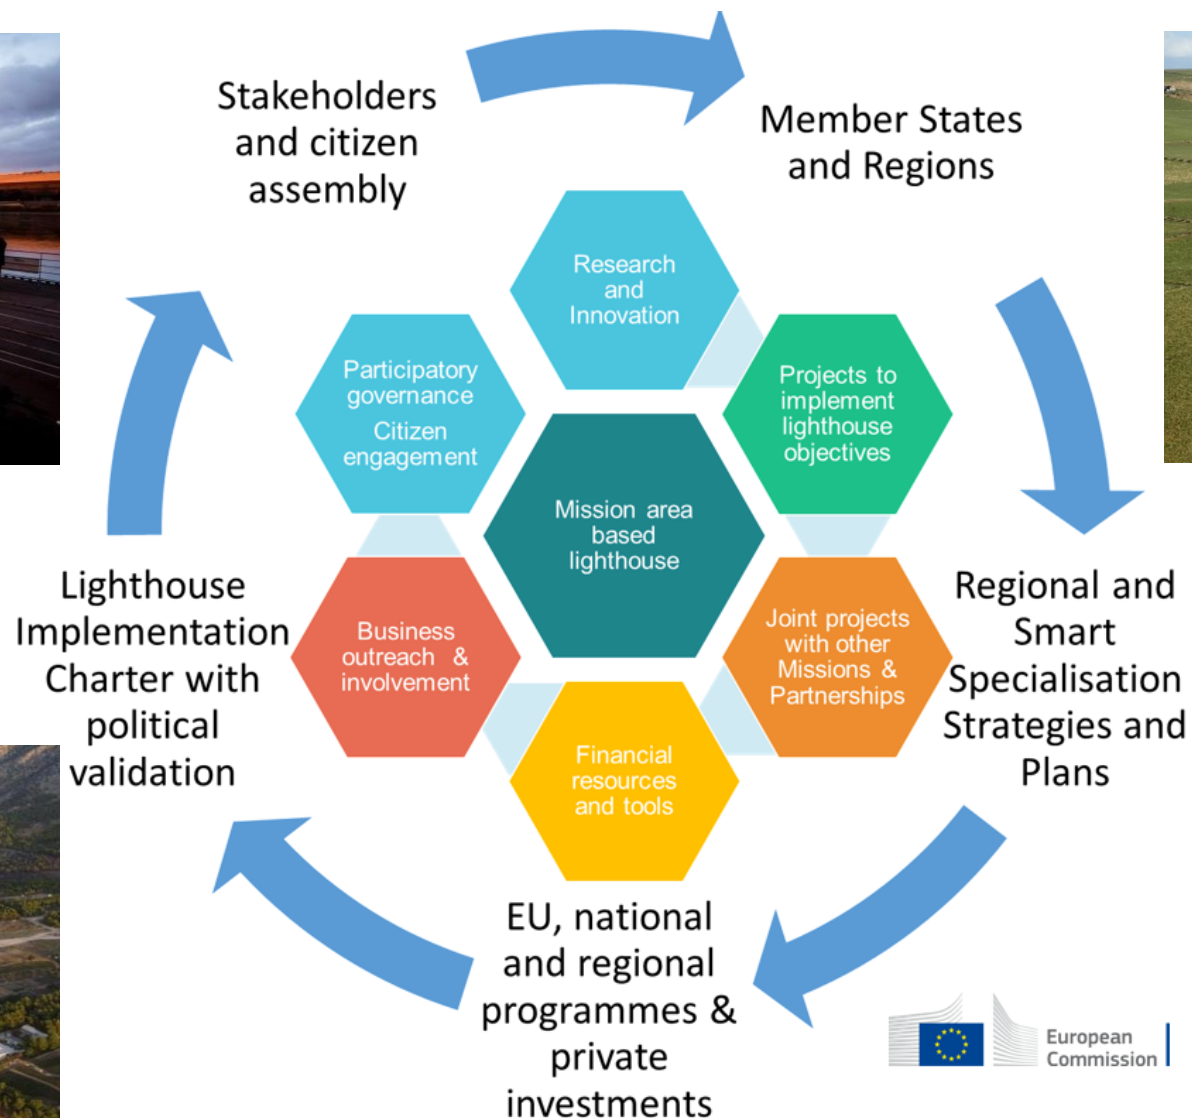 Stakeholders
and citizen
assembly
Member States
and Regions
Research
and
Innovation
Participatory
governance
Citizen
engagement
Projects to
implement
lighthouse
objectives
Mission area
based
lighthouse
Lighthouse
Implementation
Charter with
political
validation
Business
outreach &
involvement
Joint projects
with other
Missions &
Partnerships
Regional and
Smart
Specialisation
Strategies and
Plans
Financial
resources
and tools
EU, national
and regional
programmes &
private
investments
European
Commission